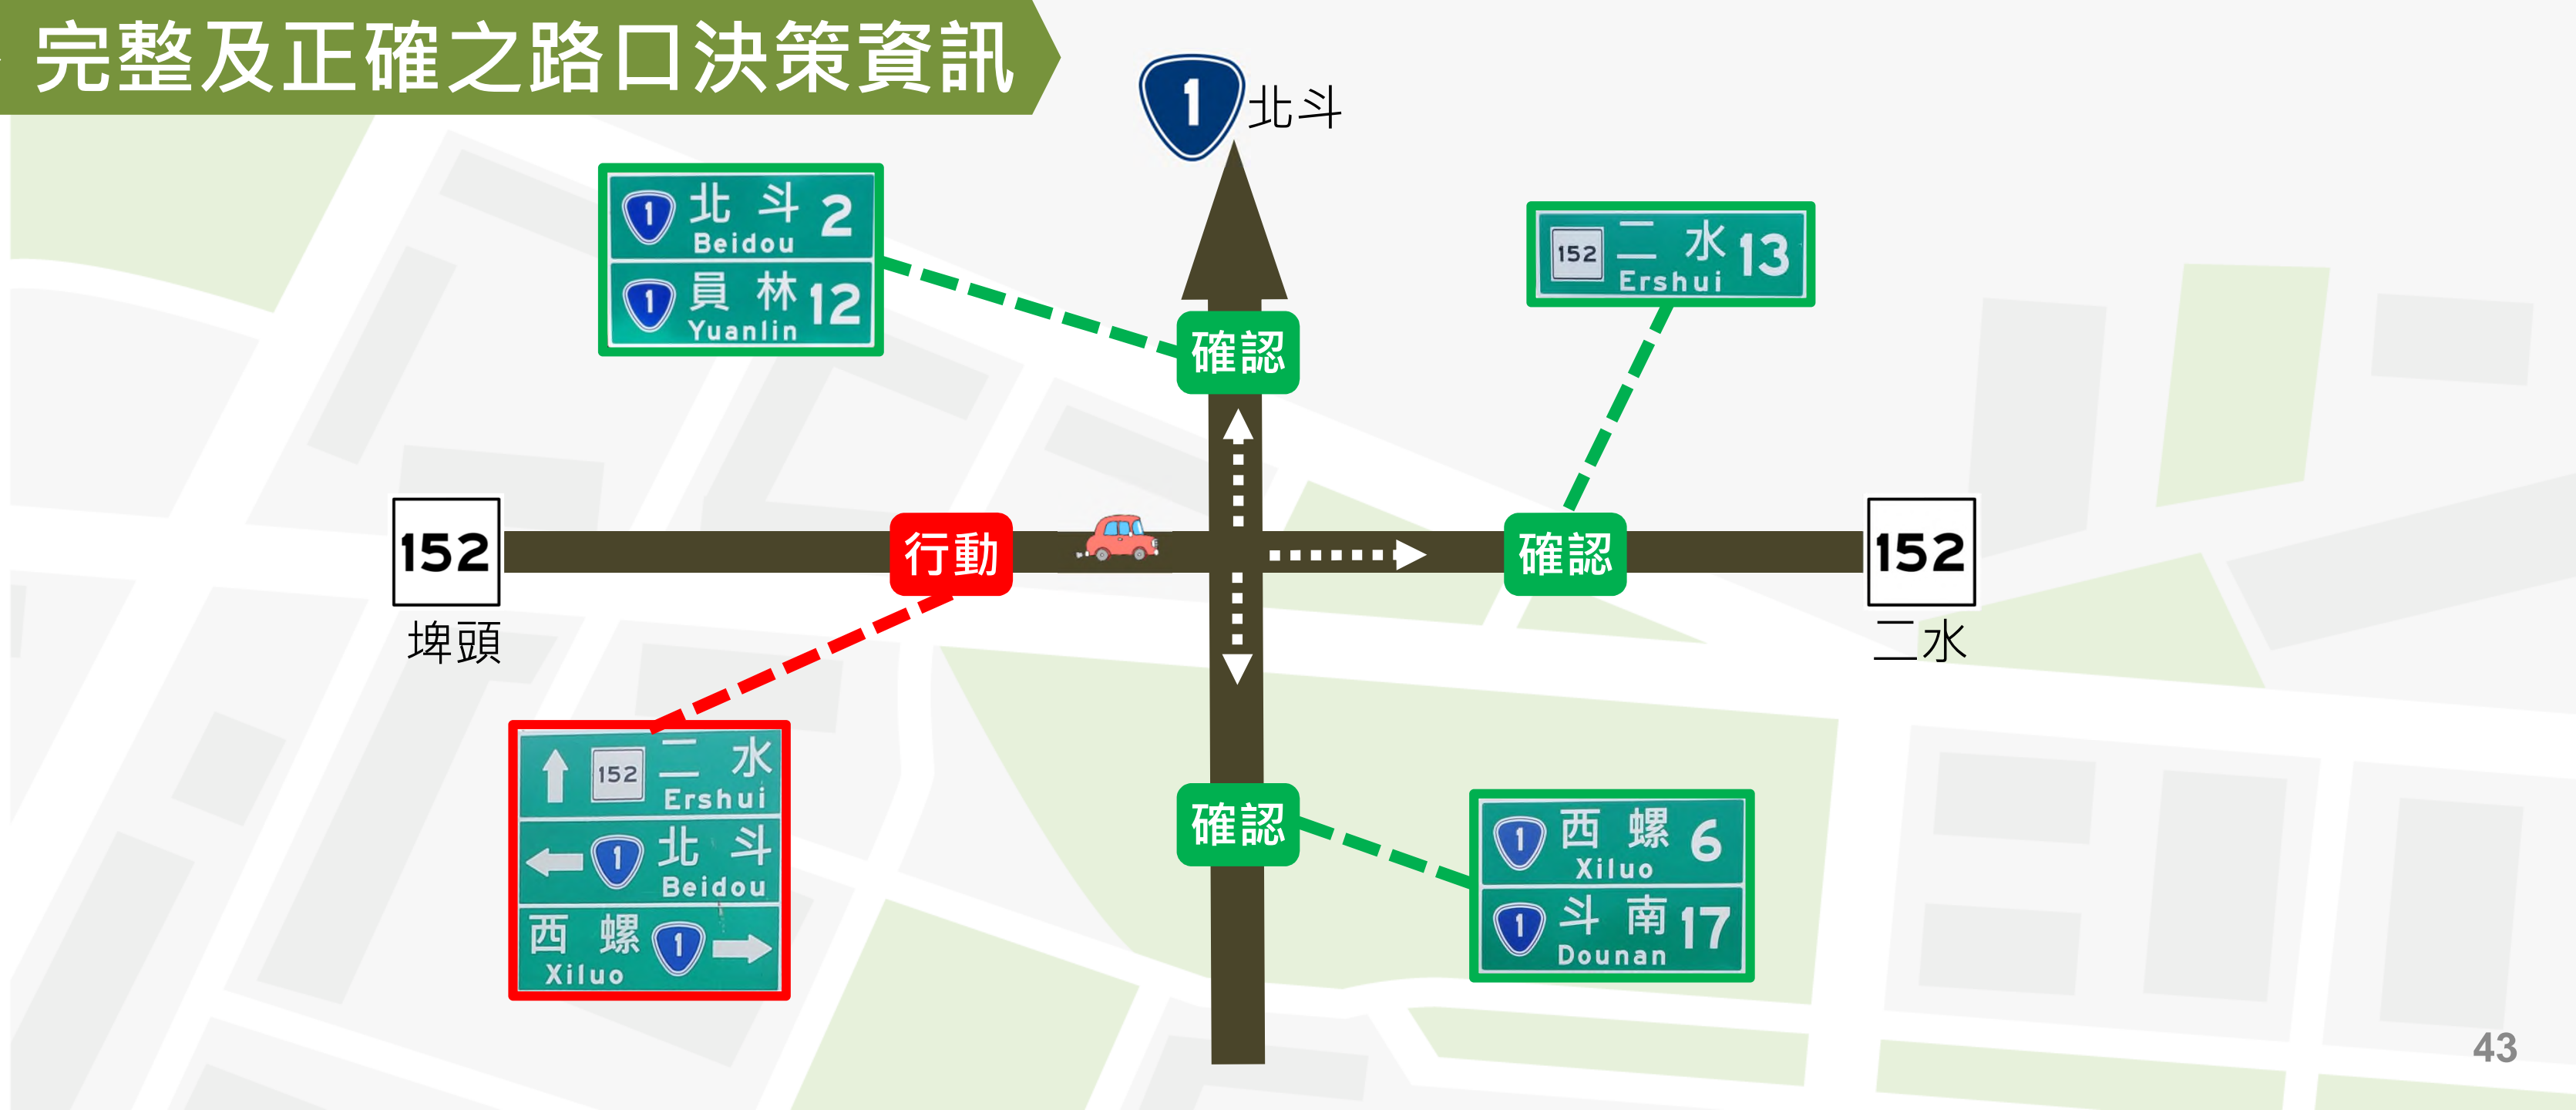 完整及正確之路口決策資訊
1 北斗
1 北斗 2
Beidou
1 員林 12
Yuanlin
152 二水 13
Ershui
確認
152
行動
確認
152
埤頭
二水
152 二水
Ershui
1 北斗
Beidou
西螺 1
Xiluo
確認
1 西螺 6
Xiluo
1 斗南 17
Dounan
43